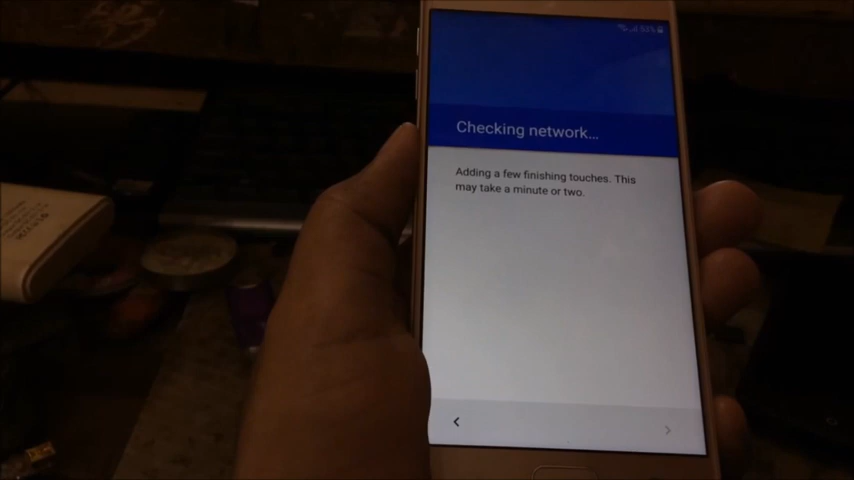 Checking network...
Adding a few finishing touches. This
may take a minute or two.